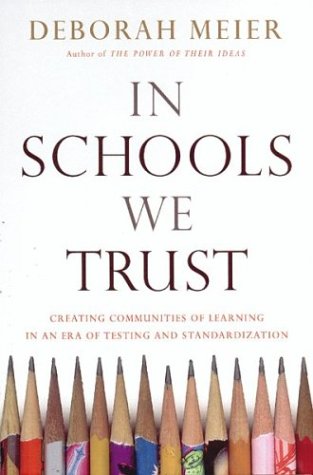 DEBORAH MEIER
Author of THE POWER OF THEIR IDEAS
IN
SCHOOLS
WE
TRUST
CREATING COMMUNITIES OF LEARNING
IN AN ERA OF TESTING AND STANDARDIZATION